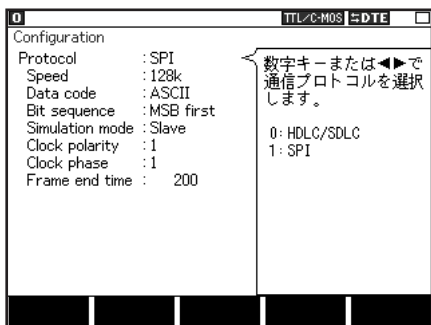 0 TTL/C-MOS ⇆DTE
Configuration
Protocol : SPI
Speed : 128k
Data code : ASCII
Bit sequence : MSB first
Simulation mode : Slave
Clock polarity : 1
Clock phase : 1
Frame end time : 200
数字キーまたは◀▶で
通信プロトコルを選択
します。
0: HDLC/SDLC
1: SPI